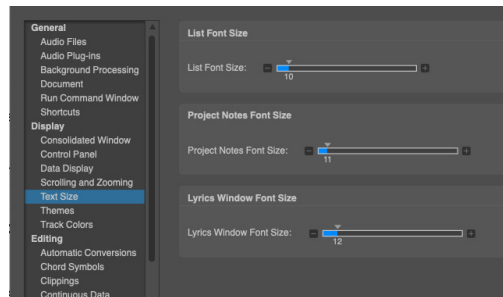 General
Audio Files
Audio Plug-ins
Background Processing
Document
Run Command Window
Shortcuts
Display
Consolidated Window
Control Panel
Data Display
Scrolling and Zooming
Text Size
Themes
Track Colors
Editing
Automatic Conversions
Chord Symbols
Clippings
Continuous Data
List Font Size
List Font Size:
10
Project Notes Font Size
Project Notes Font Size:
11
Lyrics Window Font Size
Lyrics Window Font Size:
12